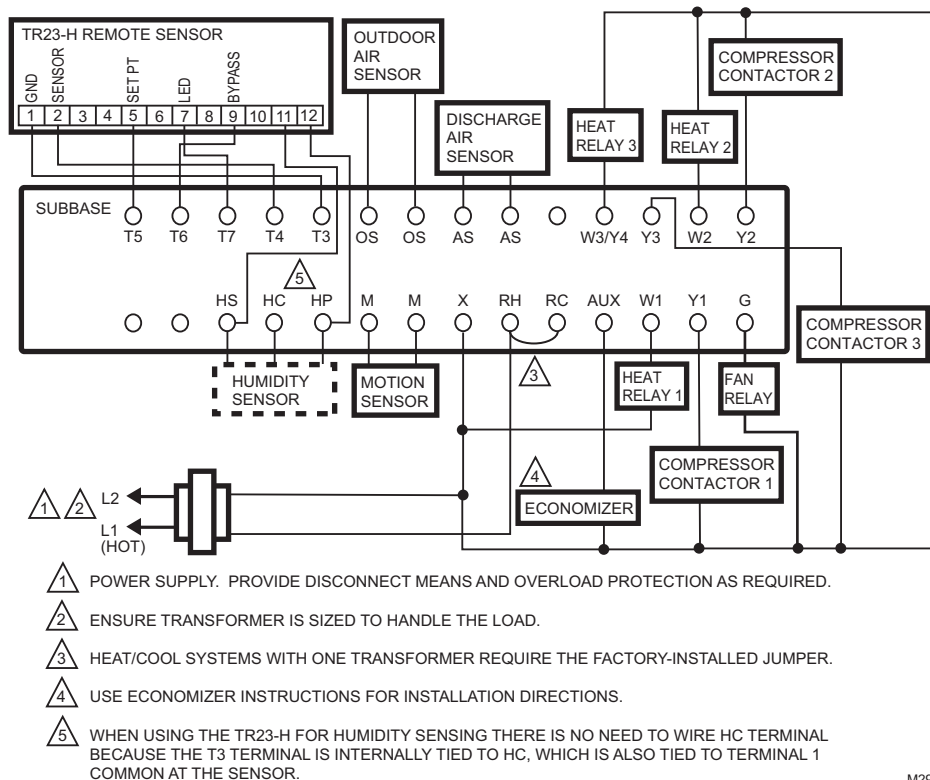 TR23-H REMOTE SENSOR
GND
SENSOR
SET PT
LED
BYPASS
1 2 3 4 5 6 7 8 9 10 11 12
OUTDOOR
AIR
SENSOR
DISCHARGE
AIR
SENSOR
HEAT
RELAY 3
HEAT
RELAY 2
COMPRESSOR
CONTACTOR 2
SUBBASE
T5 T6 T7 T4 T3 OS OS AS AS W3/Y4 Y3 W2 Y2
5
HS HC HP M M X RH RC AUX W1 Y1 G
COMPRESSOR
CONTACTOR 3
HUMIDITY
SENSOR
MOTION
SENSOR
3
HEAT
RELAY 1
FAN
RELAY
COMPRESSOR
CONTACTOR 1
4
ECONOMIZER
1 2 L2
L1
(HOT)
1 POWER SUPPLY. PROVIDE DISCONNECT MEANS AND OVERLOAD PROTECTION AS REQUIRED.
2 ENSURE TRANSFORMER IS SIZED TO HANDLE THE LOAD.
3 HEAT/COOL SYSTEMS WITH ONE TRANSFORMER REQUIRE THE FACTORY-INSTALLED JUMPER.
4 USE ECONOMIZER INSTRUCTIONS FOR INSTALLATION DIRECTIONS.
5 WHEN USING THE TR23-H FOR HUMIDITY SENSING THERE IS NO NEED TO WIRE HC TERMINAL
BECAUSE THE T3 TERMINAL IS INTERNALLY TIED TO HC, WHICH IS ALSO TIED TO TERMINAL 1
COMMON AT THE SENSOR.
M29